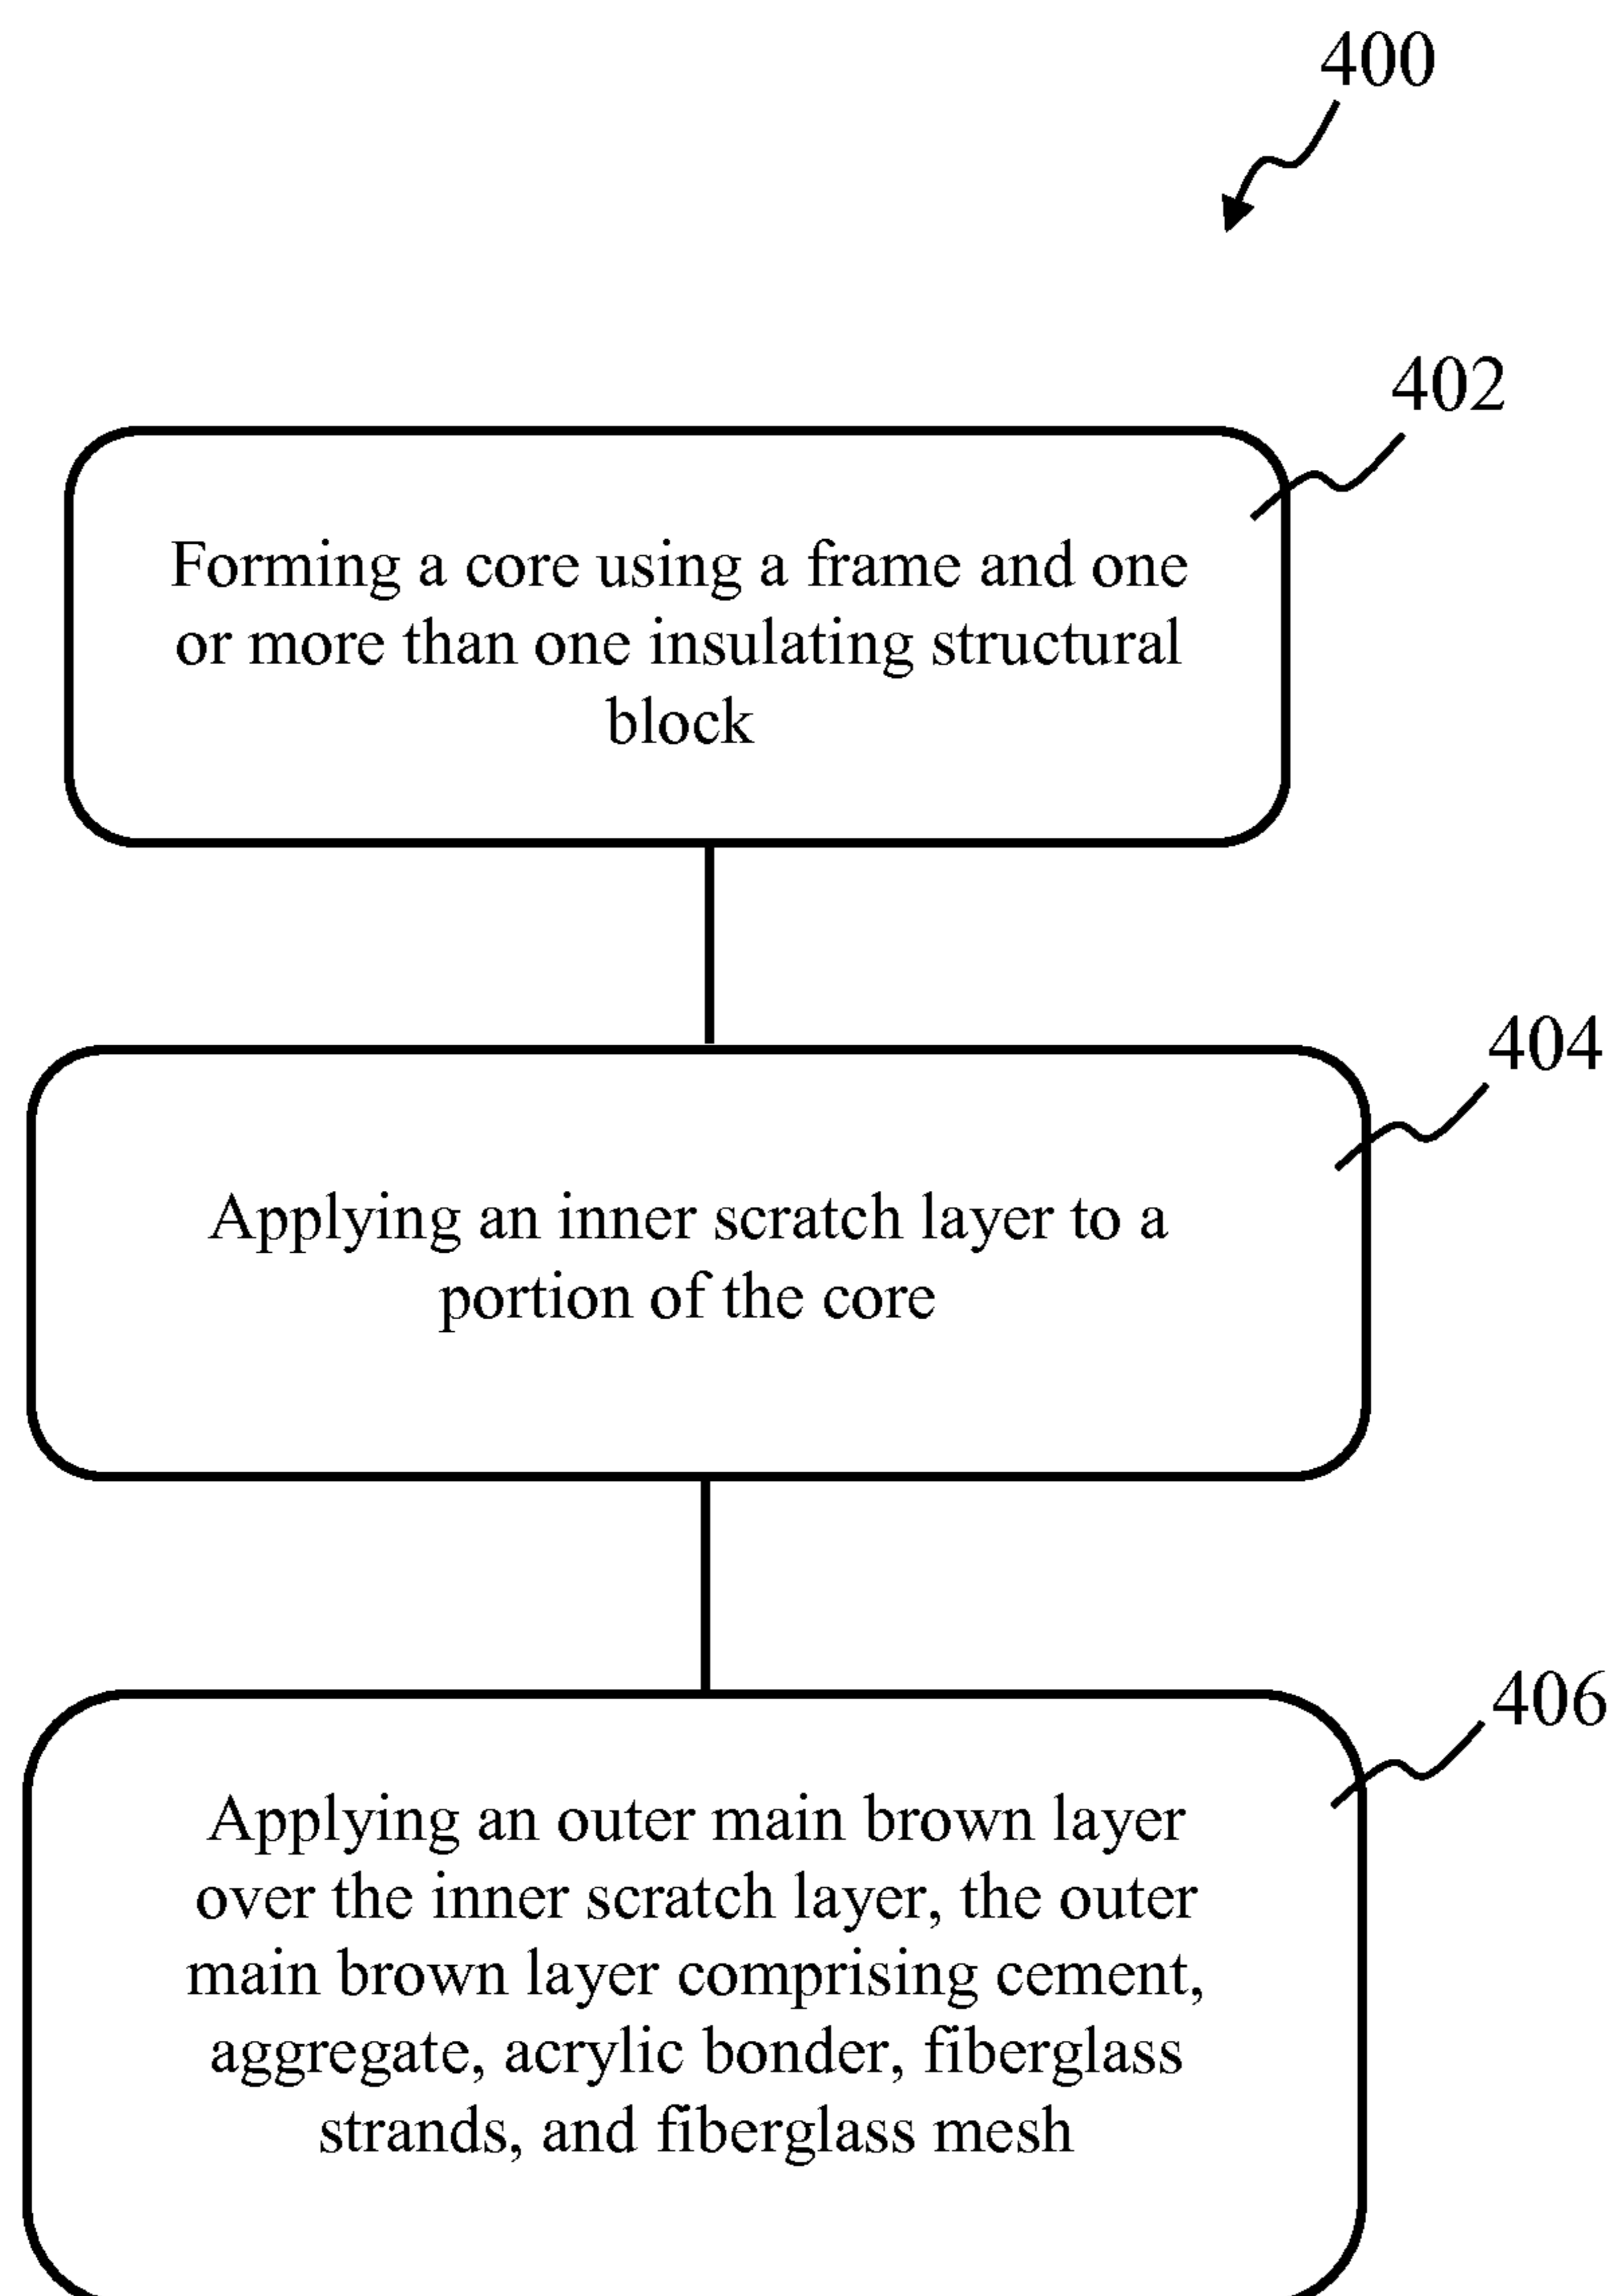 400
402
Forming a core using a frame and one
or more than one insulating structural
block
404
Applying an inner scratch layer to a
portion of the core
406
Applying an outer main brown layer
over the inner scratch layer, the outer
main brown layer comprising cement,
aggregate, acrylic bonder, fiberglass
strands, and fiberglass mesh